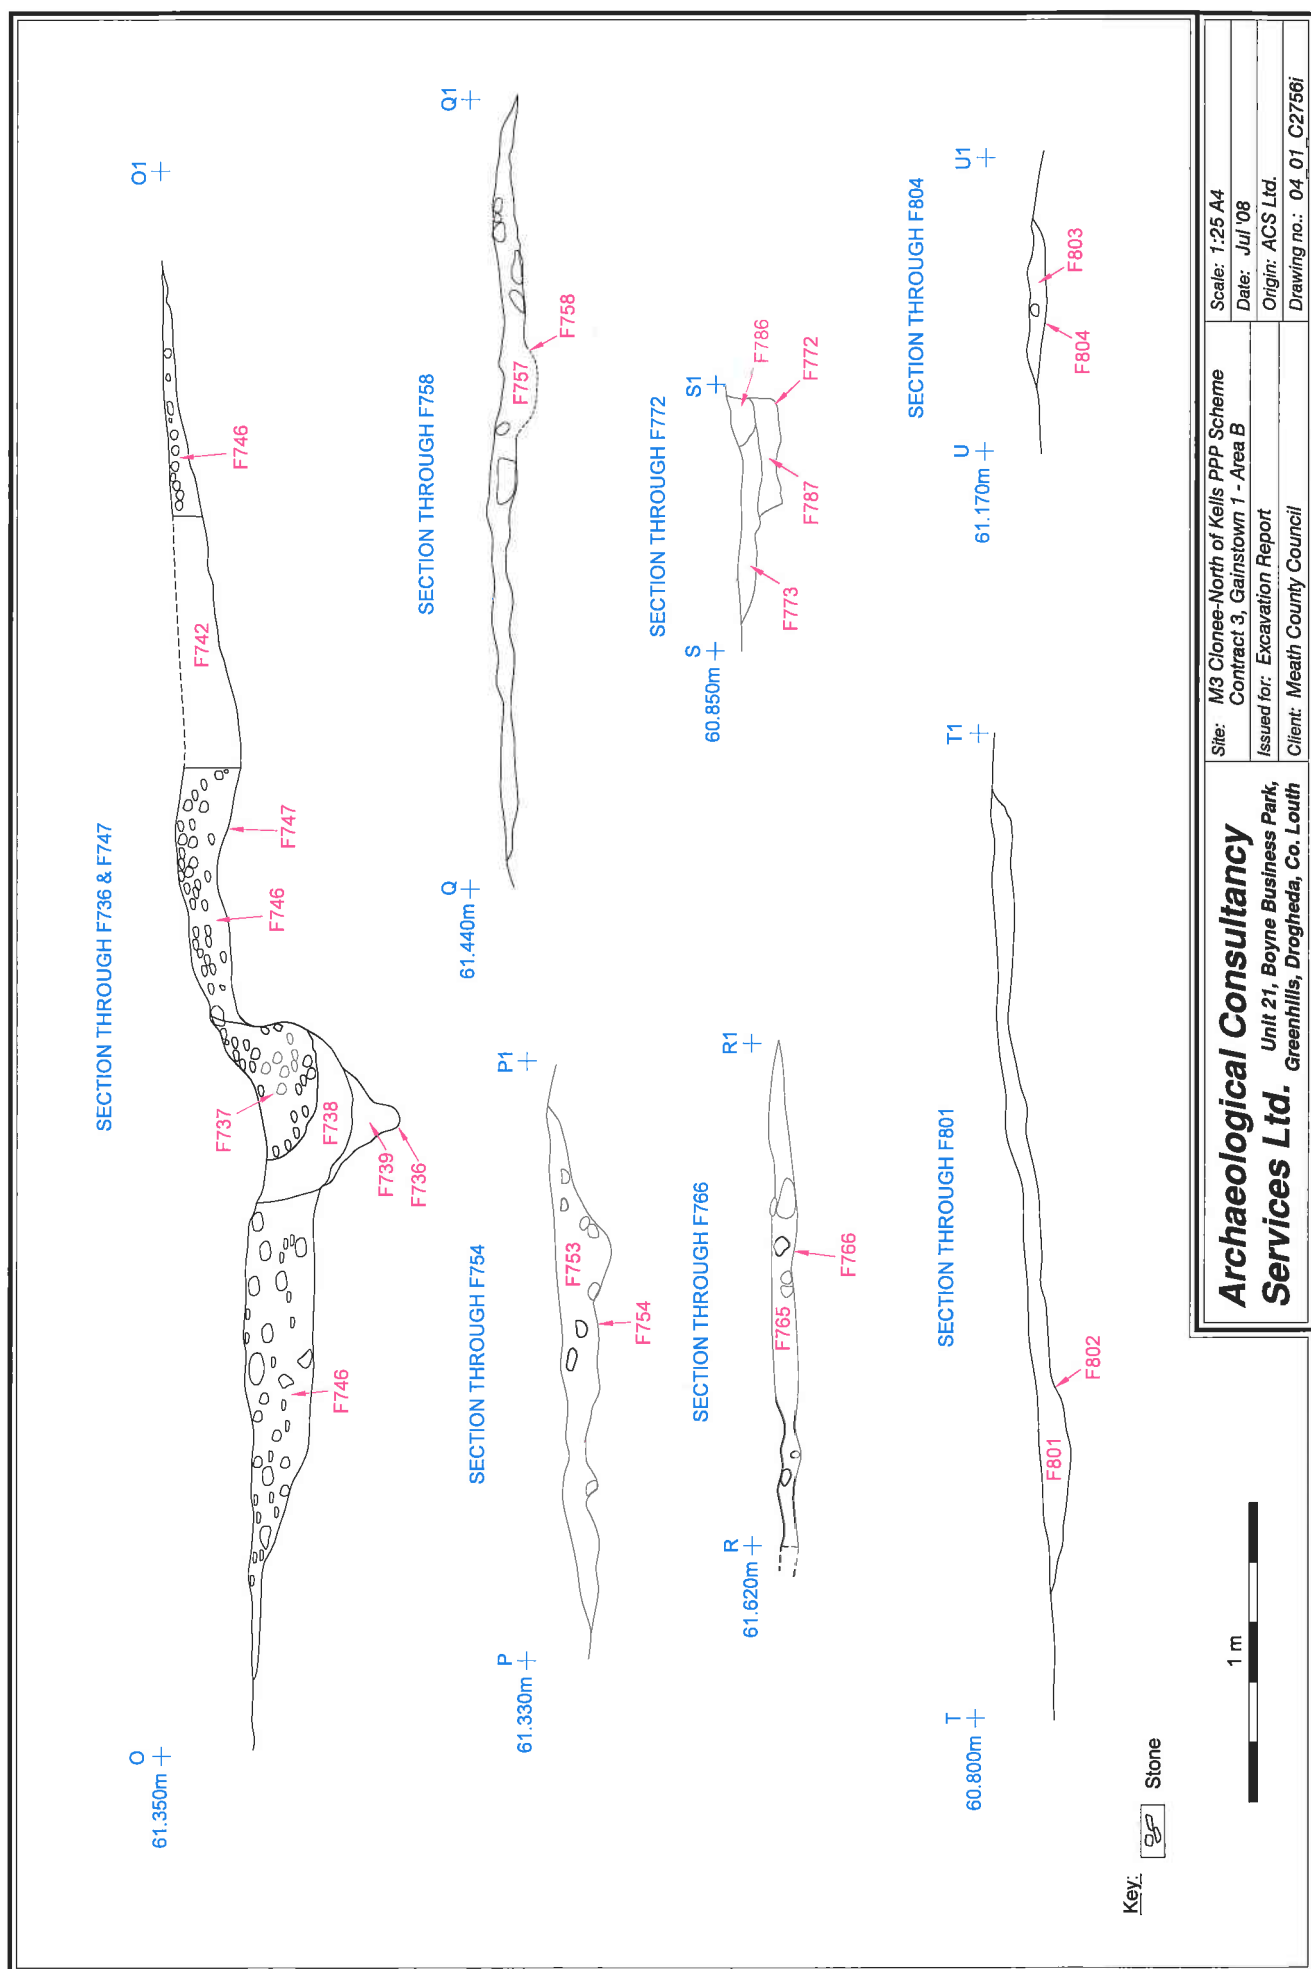 SECTION THROUGH F736 & F747
O
61.350m
O1
F746
F737
F738
F739
F736
F746
F747
F742
F746
SECTION THROUGH F754
P
61.330m
P1
F753
F754
SECTION THROUGH F758
Q
61.440m
Q1
F757
F758
SECTION THROUGH F766
R
61.620m
R1
F765
F766
SECTION THROUGH F772
S
60.850m
S1
F773
F787
F786
F772
SECTION THROUGH F801
T
60.800m
T1
F801
F802
SECTION THROUGH F804
U
61.170m
U1
F804
F803
Key:
Stone
1 m
Archaeological Consultancy
Services Ltd.
Unit 21, Boyne Business Park,
Greenhills, Drogheda, Co. Louth
Site: M3 Clonee-North of Kells PPP Scheme
Contract 3, Gainstown 1 - Area B
Issued for: Excavation Report
Client: Meath County Council
Scale: 1:25 A4
Date: Jul '08
Origin: ACS Ltd.
Drawing no.: 04_01_C2756i